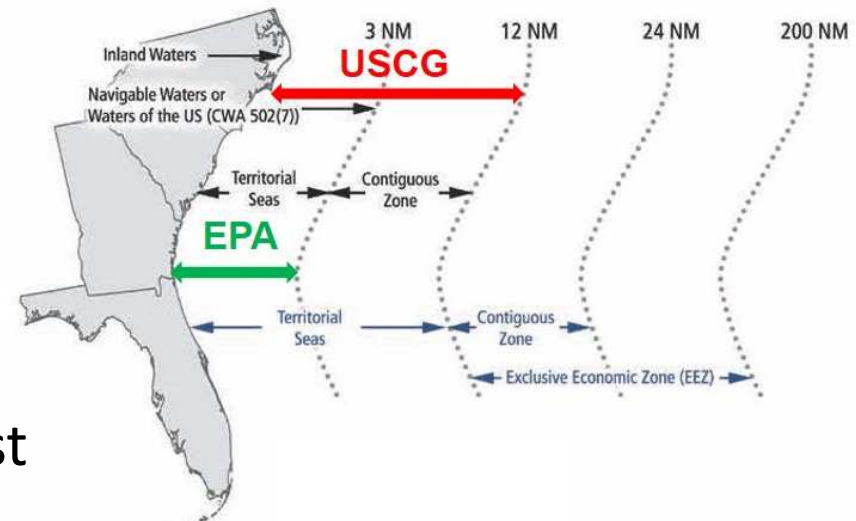 3 NM
12 NM
24 NM
200 NM
Inland Waters
USCG
Navigable Waters or
Waters of the US (CWA 502(7))
Territorial
Seas
Contiguous
Zone
EPA
Territorial
Seas
Contiguous
Zone
Exclusive Economic Zone (EEZ)
st